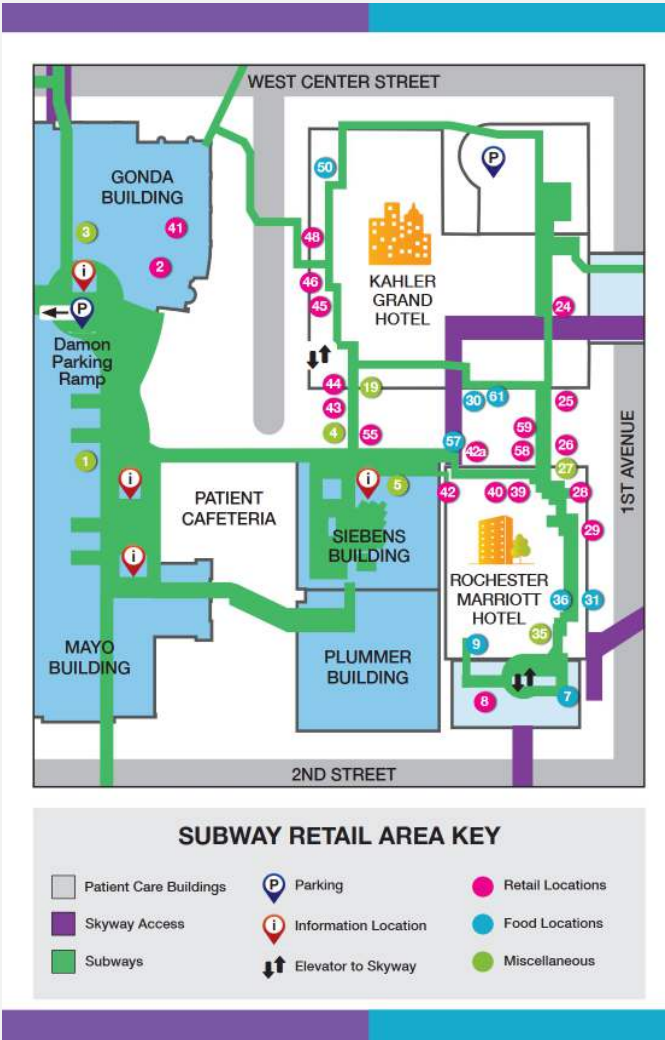 WEST CENTER STREET
GONDA
BUILDING
P
50
3
41
2
48
i
46
KAHLER
GRAND
HOTEL
45
24
P
Damon
Parking
Ramp
44
19
43
30
61
25
4
55
57
59
42a
58
26
27
1
i
i
5
42
40
39
28
PATIENT
CAFETERIA
SIEBENS
BUILDING
29
1ST AVENUE
i
ROCHESTER
MARRIOTT
HOTEL
36
31
35
9
MAYO
BUILDING
PLUMMER
BUILDING
8
7
2ND STREET
SUBWAY RETAIL AREA KEY
Patient Care Buildings
P
Parking
Retail Locations
Skyway Access
i
Information Location
Food Locations
Subways
Elevator to Skyway
Miscellaneous